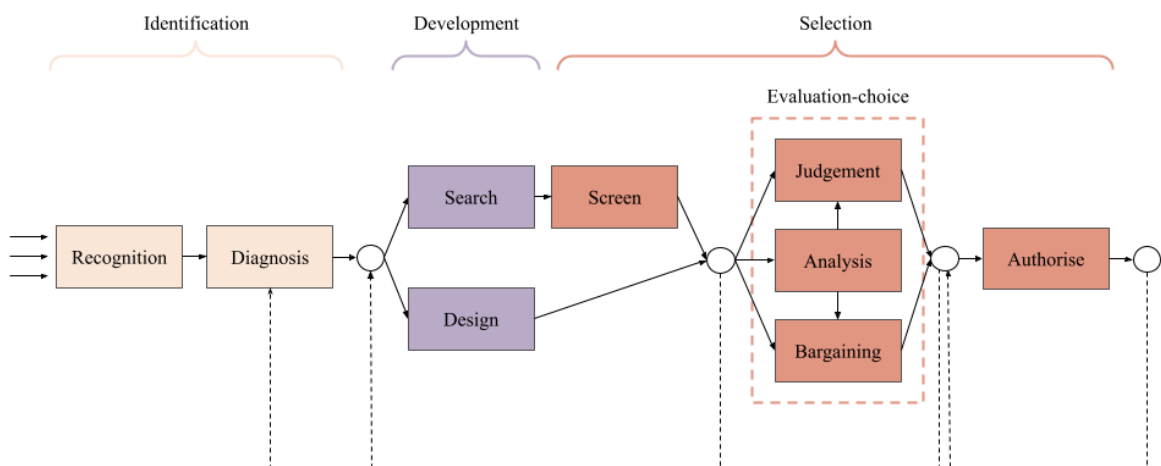 Identification
Development
Selection
Evaluation-choice
Judgement
Search
Screen
Recognition
Diagnosis
Analysis
Authorise
Design
Bargaining